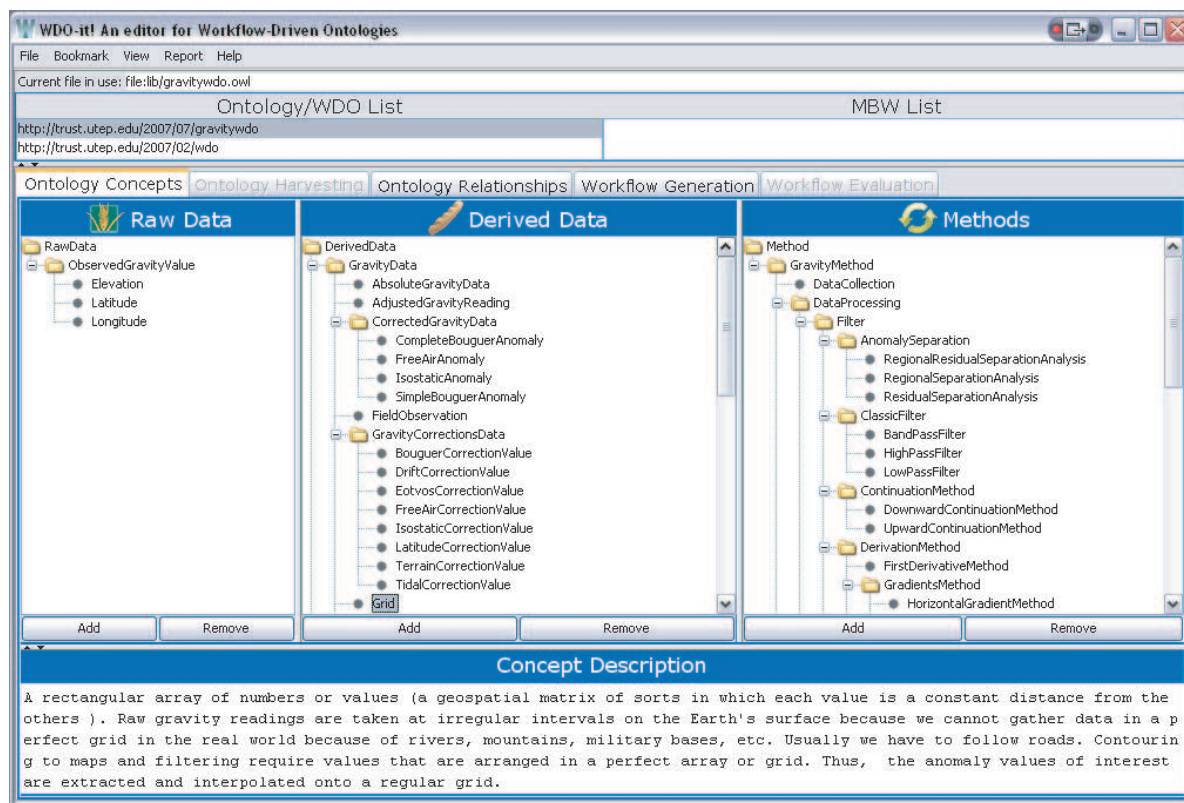 WDO-it! An editor for Workflow-Driven Ontologies
File Bookmark View Report Help
Current file in use: file:lib/gravitywdo.owl
Ontology/WDO List
MBW List
http://trust.utep.edu/2007/07/gravitywdo
http://trust.utep.edu/2007/02/wdo
Ontology Concepts Ontology Harvesting Ontology Relationships Workflow Generation Workflow Evaluation
Raw Data
RawData
ObservedGravityValue
Elevation
Latitude
Longitude
Add Remove
Derived Data
DerivedData
GravityData
AbsoluteGravityData
AdjustedGravityReading
CorrectedGravityData
CompleteBouguerAnomaly
FreeAirAnomaly
IsostaticAnomaly
SimpleBouguerAnomaly
FieldObservation
GravityCorrectionsData
BouguerCorrectionValue
DriftCorrectionValue
EotvosCorrectionValue
FreeAirCorrectionValue
IsostaticCorrectionValue
LatitudeCorrectionValue
TerrainCorrectionValue
TidalCorrectionValue
Grid
Add Remove
Methods
Method
GravityMethod
DataCollection
DataProcessing
Filter
AnomalySeparation
RegionalResidualSeparationAnalysis
RegionalSeparationAnalysis
ResidualSeparationAnalysis
ClassicFilter
BandPassFilter
HighPassFilter
LowPassFilter
ContinuationMethod
DownwardContinuationMethod
UpwardContinuationMethod
DerivationMethod
FirstDerivativeMethod
GradientsMethod
HorizontalGradientMethod
Add Remove
Concept Description
A rectangular array of numbers or values (a geospatial matrix of sorts in which each value is a constant distance from the
others ). Raw gravity readings are taken at irregular intervals on the Earth's surface because we cannot gather data in a p
erfect grid in the real world because of rivers, mountains, military bases, etc. Usually we have to follow roads. Contourin
g to maps and filtering require values that are arranged in a perfect array or grid. Thus,  the anomaly values of interest
are extracted and interpolated onto a regular grid.